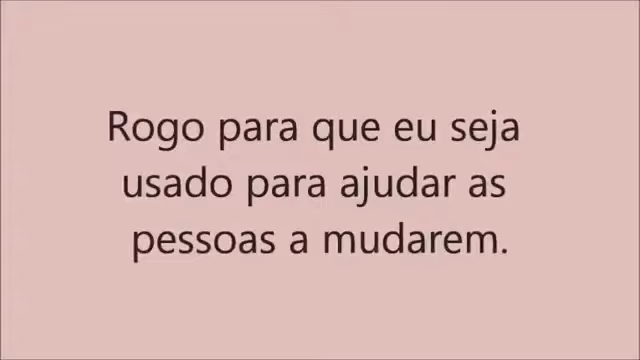 Rogo para que eu seja
usado para ajudar as
pessoas a mudarem.